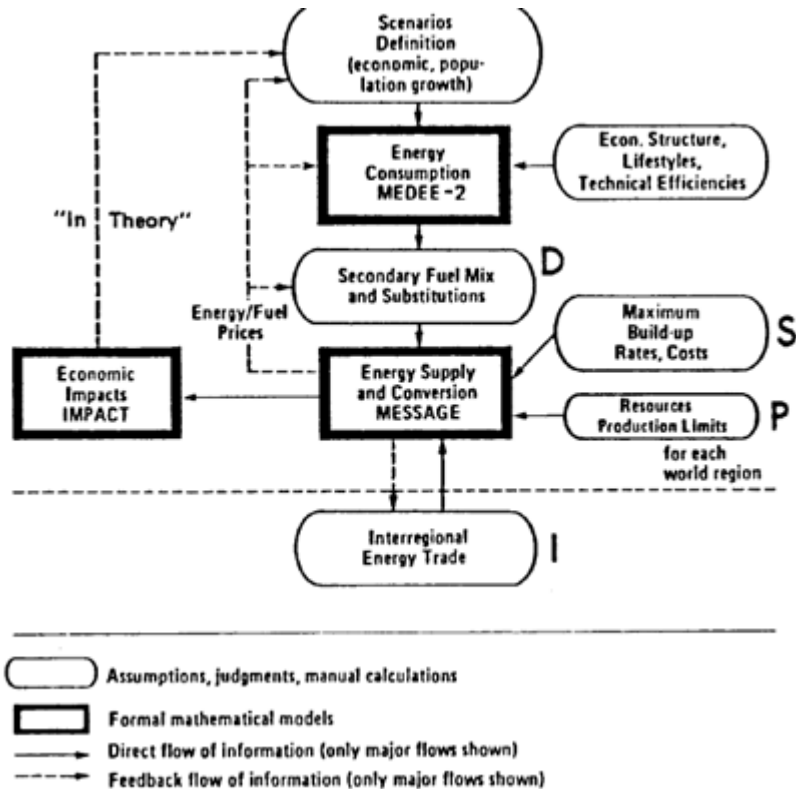 Scenarios
Definition
(economic, popu-
lation growth)
Energy
Consumption
MEDEE-2
Econ. Structure,
Lifestyles,
Technical Efficiencies
"In Theory"
Secondary Fuel Mix
and Substitutions
D
Energy/Fuel
Prices
Maximum
Build-up
Rates, Costs
S
Economic
Impacts
IMPACT
Energy Supply
and Conversion
MESSAGE
Resources
Production Limits
P
for each
world region
Interregional
Energy Trade
I
Assumptions, judgments, manual calculations
Formal mathematical models
Direct flow of information (only major flows shown)
Feedback flow of information (only major flows shown)